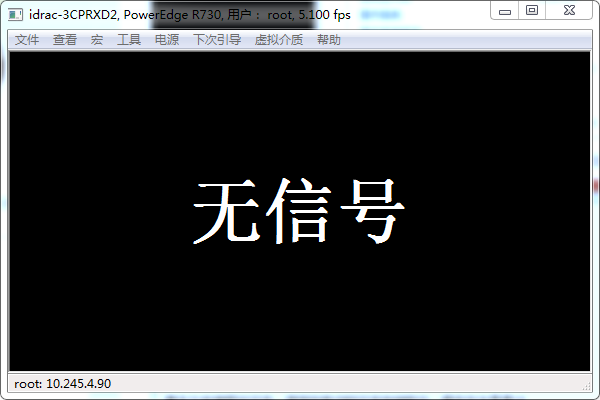 idrac-3CPRXD2, PowerEdge R730, 用户： root, 5.100 fps
文件 查看 宏 工具 电源 下次引导 虚拟介质 帮助
无信号
root: 10.245.4.90